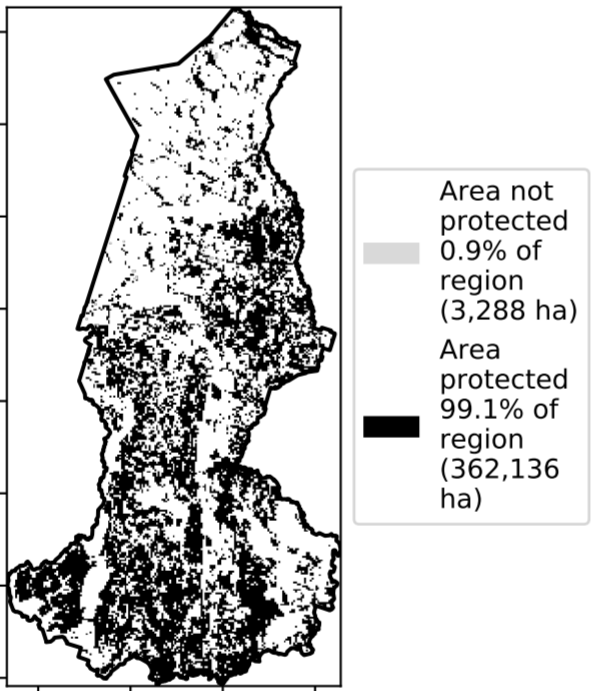 Area not
protected
0.9% of
region
(3,288 ha)
Area
protected
99.1% of
region
(362,136
ha)